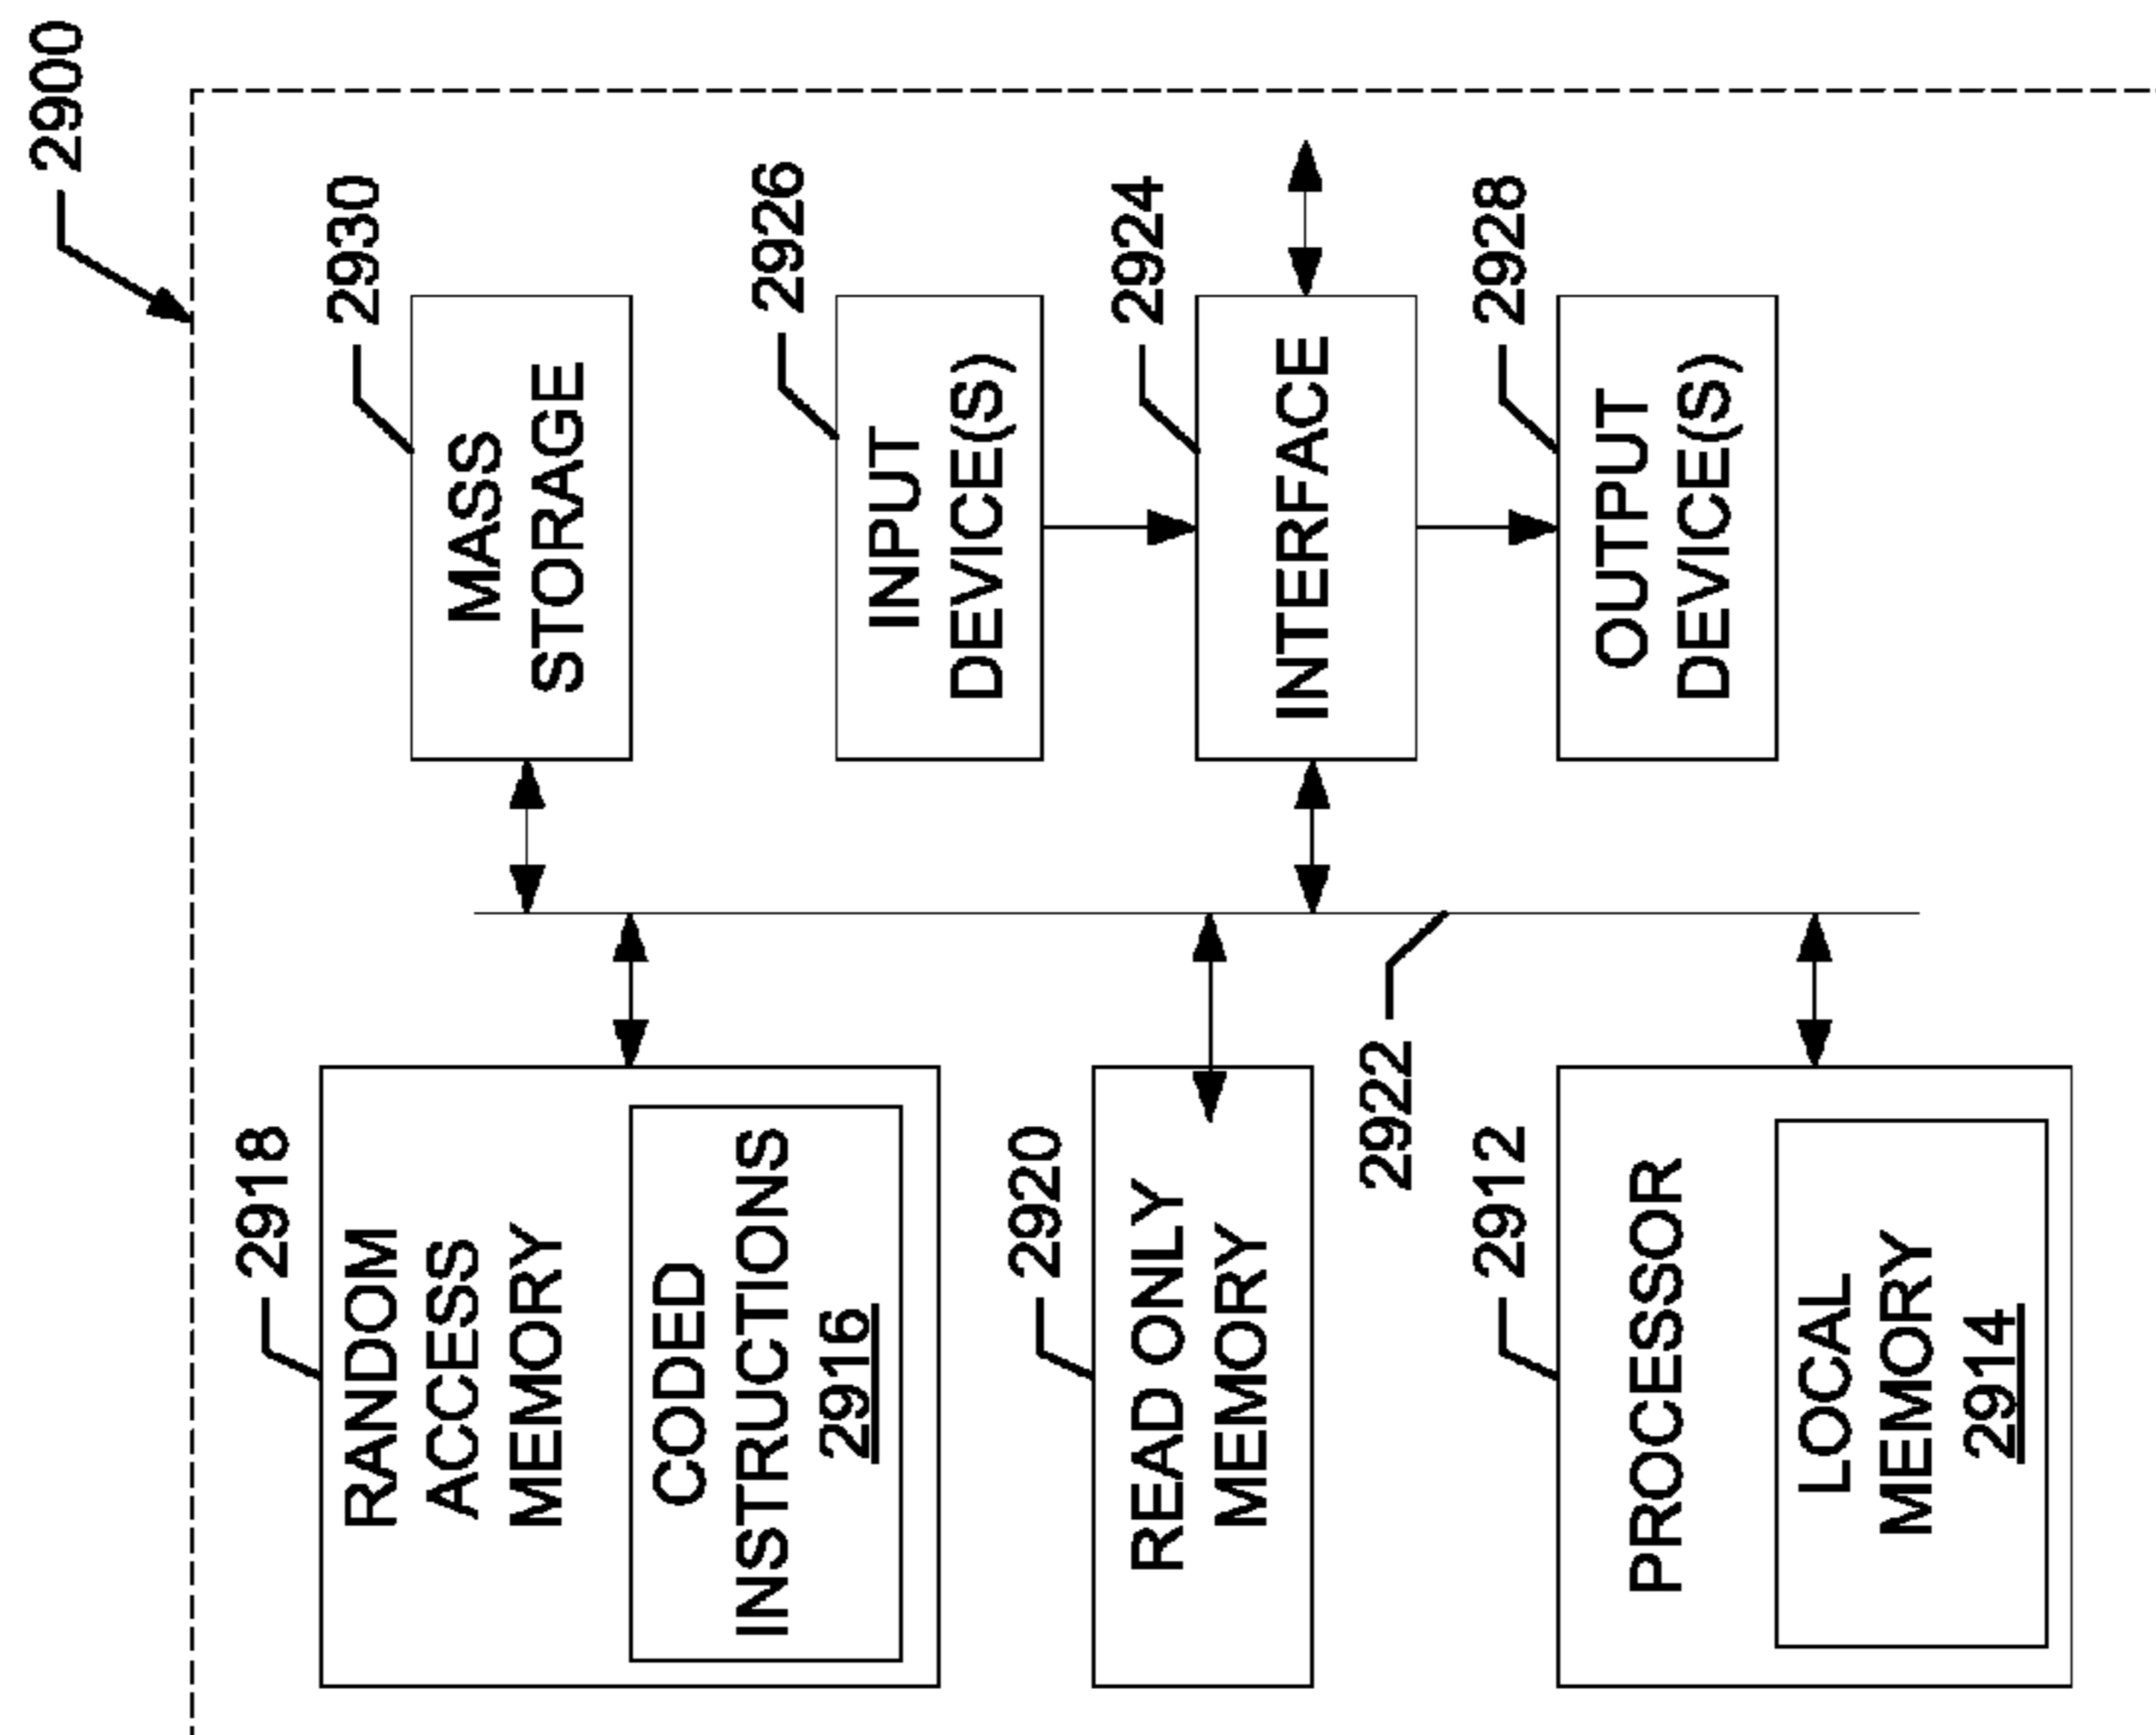 2900
2918
RANDOM
ACCESS
MEMORY
CODED
INSTRUCTIONS
2916
2930
MASS
STORAGE
2920
READ ONLY
MEMORY
2926
INPUT
DEVICE(S)
2924
INTERFACE
2922
2912
PROCESSOR
LOCAL
MEMORY
2914
2928
OUTPUT
DEVICE(S)